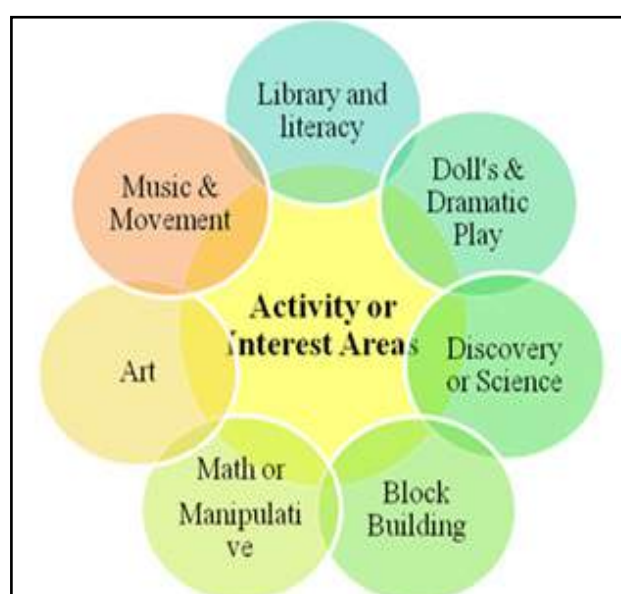 Library and
literacy
Doll's &
Dramatic
Play
Music &
Movement
Activity or
Interest Areas
Discovery
or Science
Art
Math or
Manipulati
ve
Block
Building